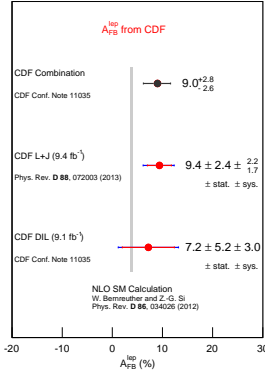 A_FB^lep from CDF
CDF Combination
CDF Conf. Note 11035
9.0 +2.8 - 2.6
CDF L+J (9.4 fb⁻¹)
Phys. Rev. D 88, 072003 (2013)
9.4 ± 2.4 ± 2.2 1.7
± stat. ± sys.
CDF DIL (9.1 fb⁻¹)
CDF Conf. Note 11035
7.2 ± 5.2 ± 3.0
± stat. ± sys.
NLO SM Calculation
W. Bernreuther and Z.-G. Si
Phys. Rev. D 86, 034026 (2012)
-20 -10 0 10 20 30
A_FB^lep (%)